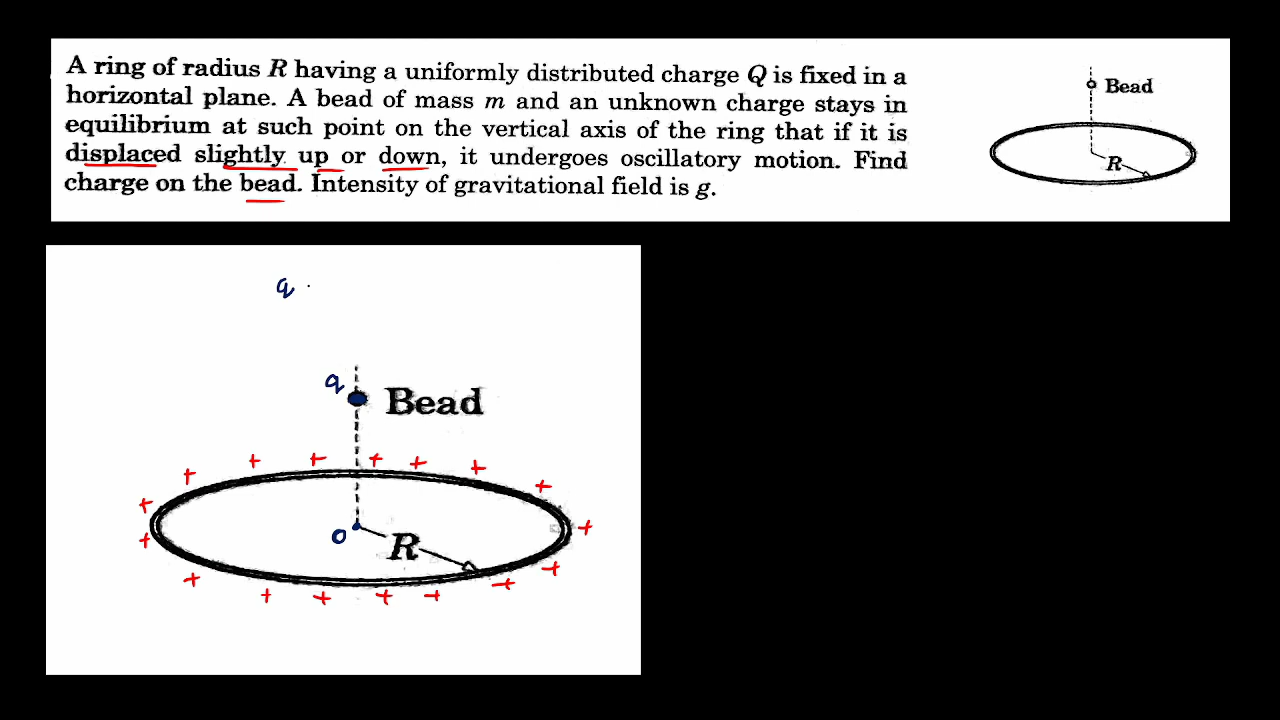 A ring of radius R having a uniformly distributed charge Q is fixed in a
horizontal plane. A bead of mass m and an unknown charge stays in
equilibrium at such point on the vertical axis of the ring that if it is
displaced slightly up or down, it undergoes oscillatory motion. Find
charge on the bead. Intensity of gravitational field is g.
Bead
R
q
q
Bead
+ + + + + + + + + +
O
R
+ + + + + + + + +